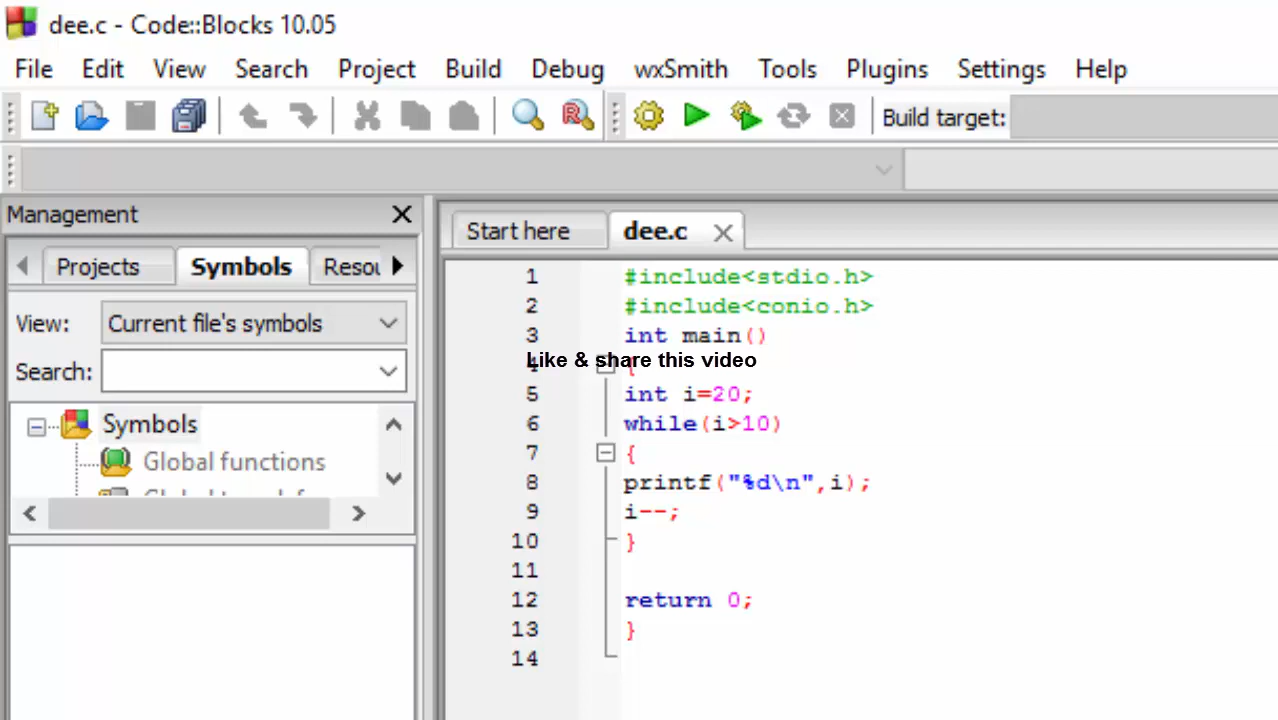 dee.c - Code::Blocks 10.05
File Edit View Search Project Build Debug wxSmith Tools Plugins Settings Help
Build target:
Management
Projects Symbols Resou
View: Current file's symbols
Search:
Symbols
Global functions
Start here dee.c
1 #include<stdio.h>
2 #include<conio.h>
3 int main()
4 {
Like & share this video
5 int i=20;
6 while(i>10)
7 {
8 printf("%d\n",i);
9 i--;
10 }
11
12 return 0;
13 }
14